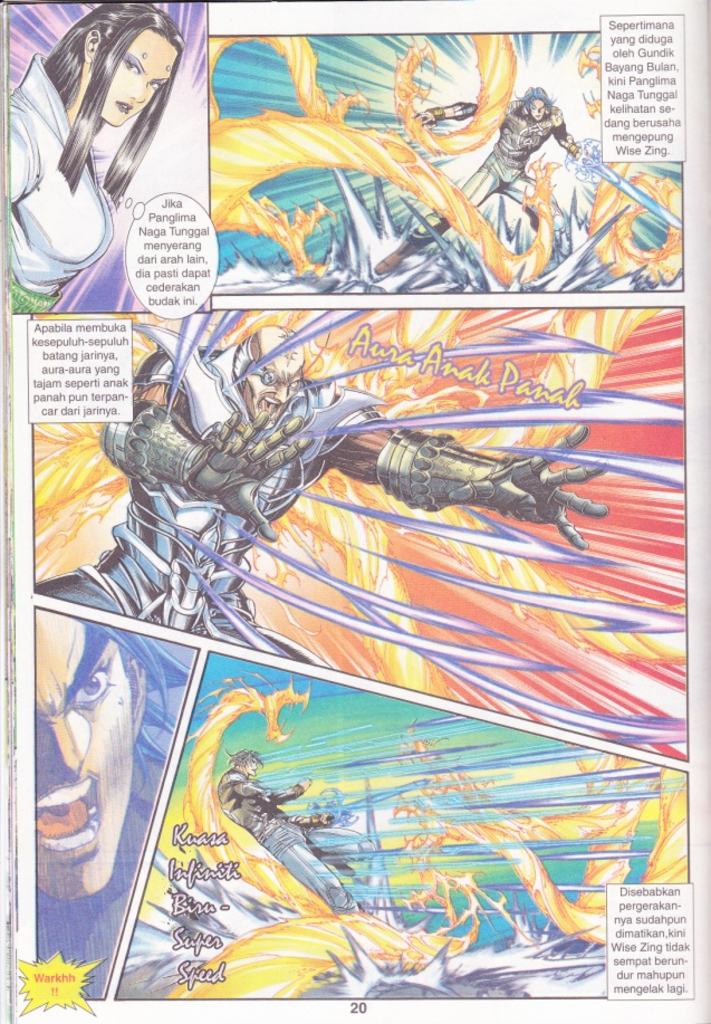 Jika
Panglima
Naga Tunggal
menyerang
dari arah lain,
dia pasti dapat
cederakan
budak ini.
Sepertimana
yang diduga
oleh Gundik
Bayang Bulan,
kini Panglima
Naga Tunggal
kelihatan se-
dang berusaha
mengepung
Wise Zing.
Apabila membuka
kesepuluh-sepuluh
batang jarinya,
aura-aura yang
tajam seperti anak
panah pun terpan-
car dari jarinya.
Aura-Anak Panah
Warkhh
!!
Kuasa
Infiniti
Biru -
Super
Speed
Disebabkan
pergerakan-
nya sudahpun
dimatikan,kini
Wise Zing tidak
sempat berun-
dur mahupun
mengelak lagi.
20